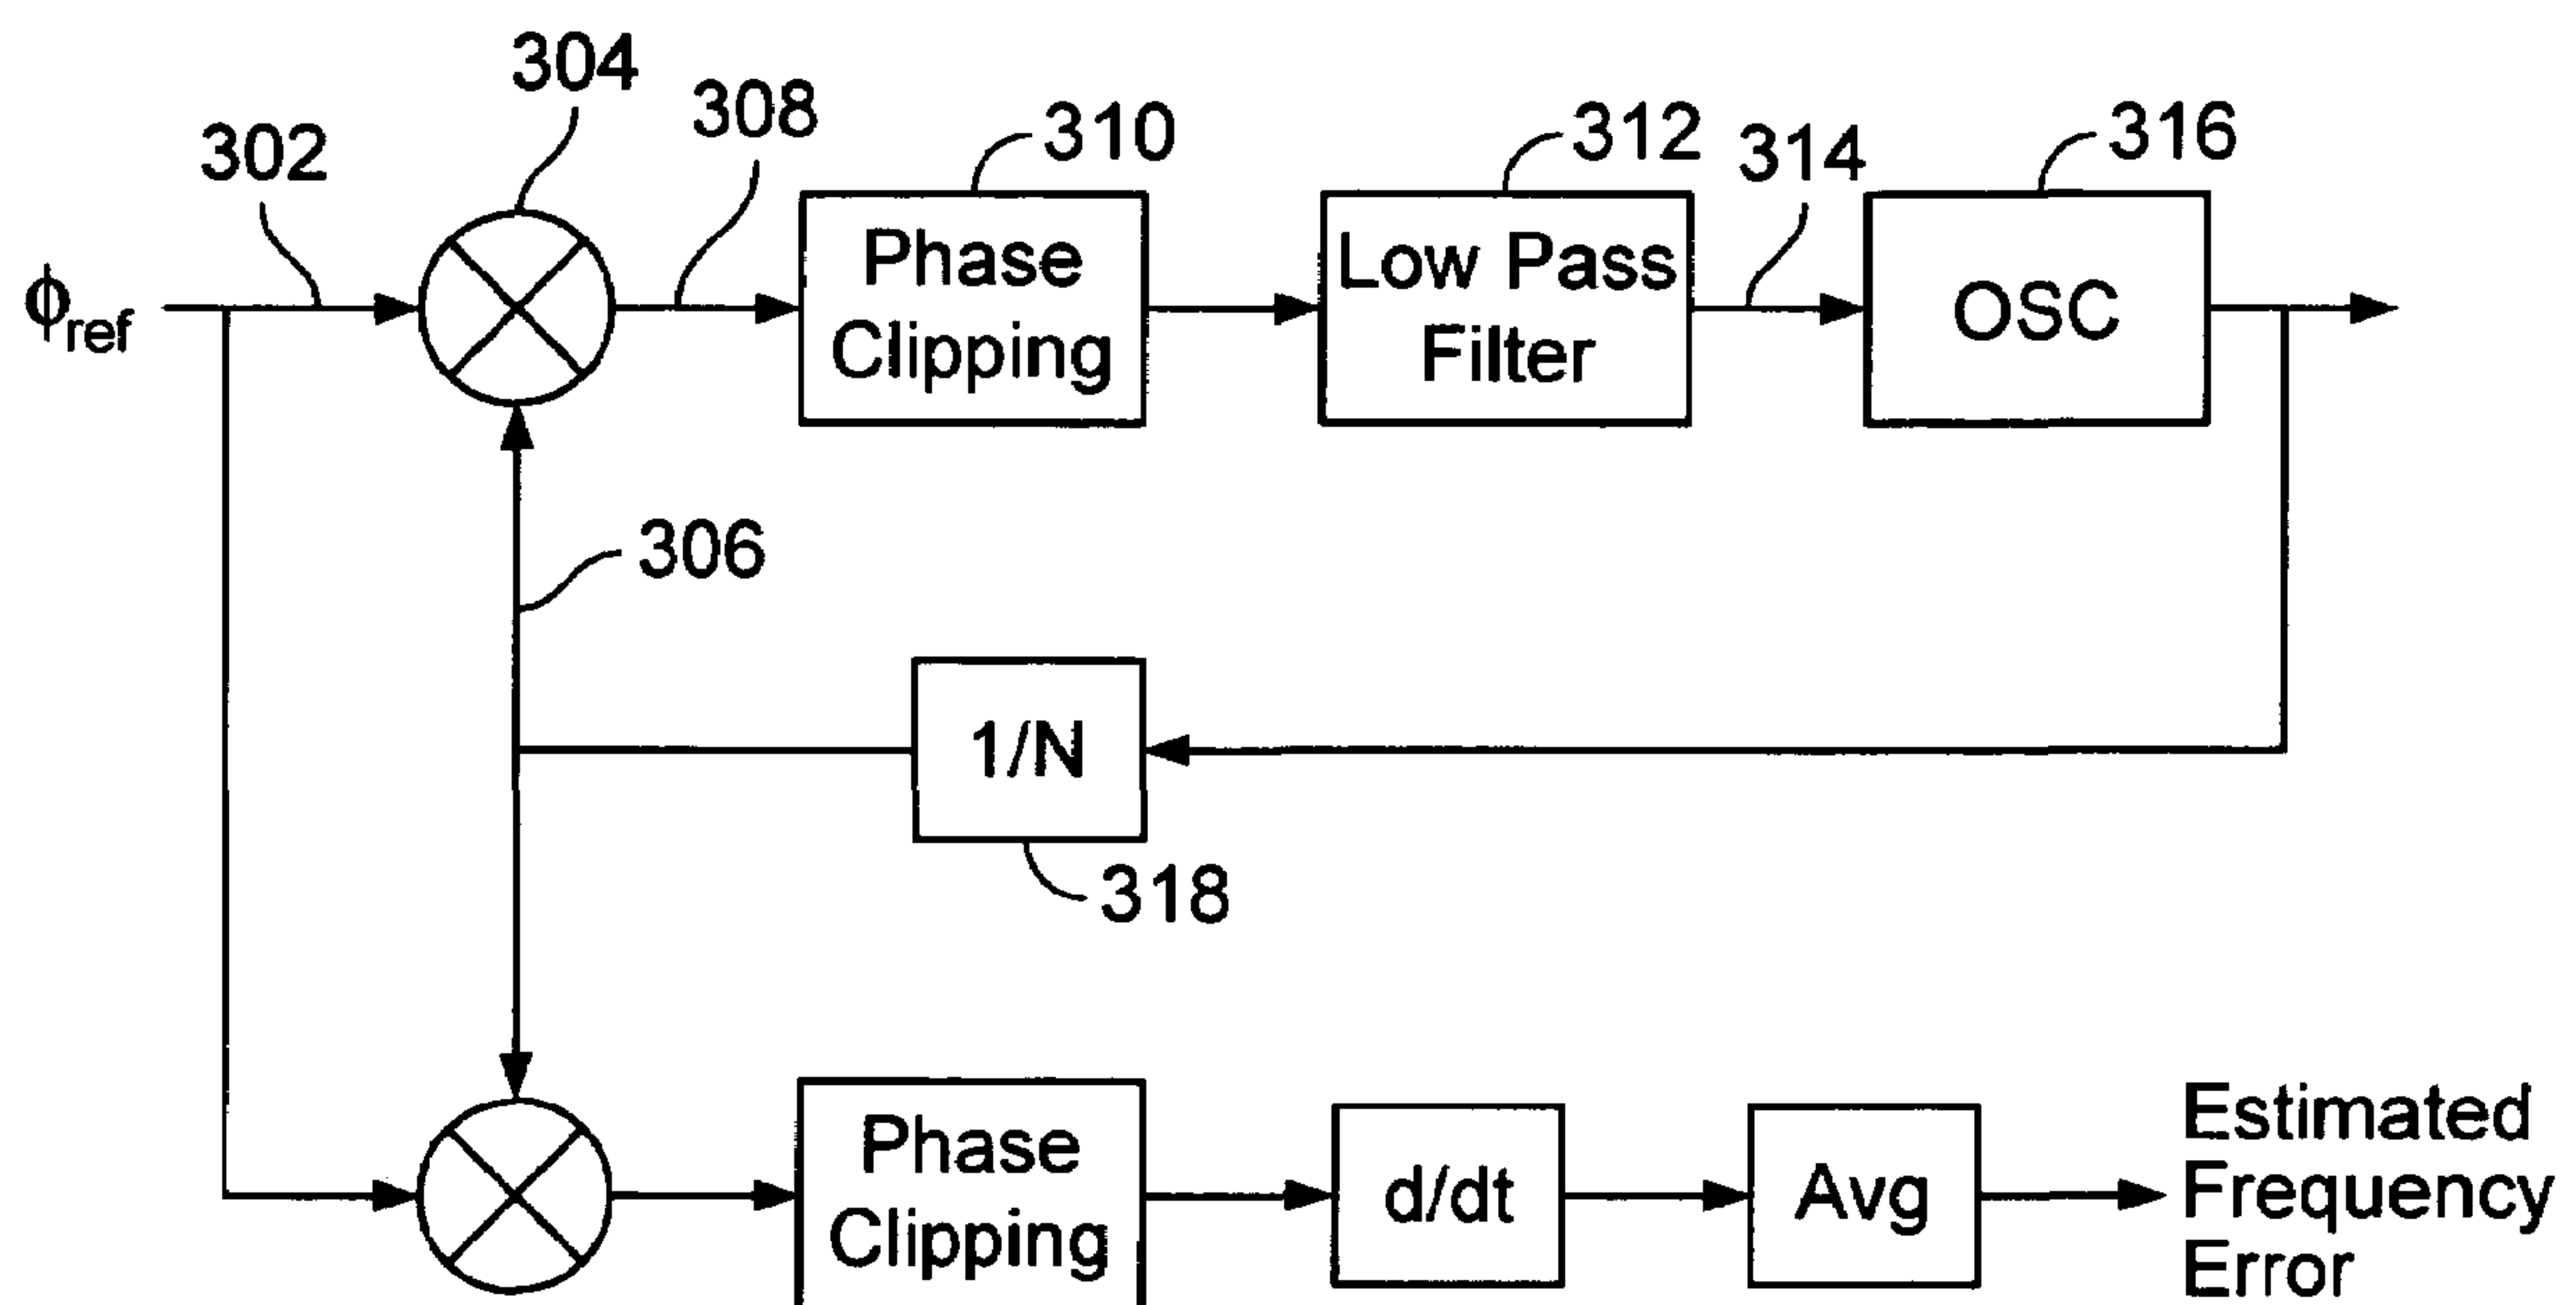 304
308
302
310
312
314
316
ϕref
Phase
Clipping
Low Pass
Filter
OSC
306
1/N
318
Phase
Clipping
d/dt
Avg
Estimated
Frequency
Error